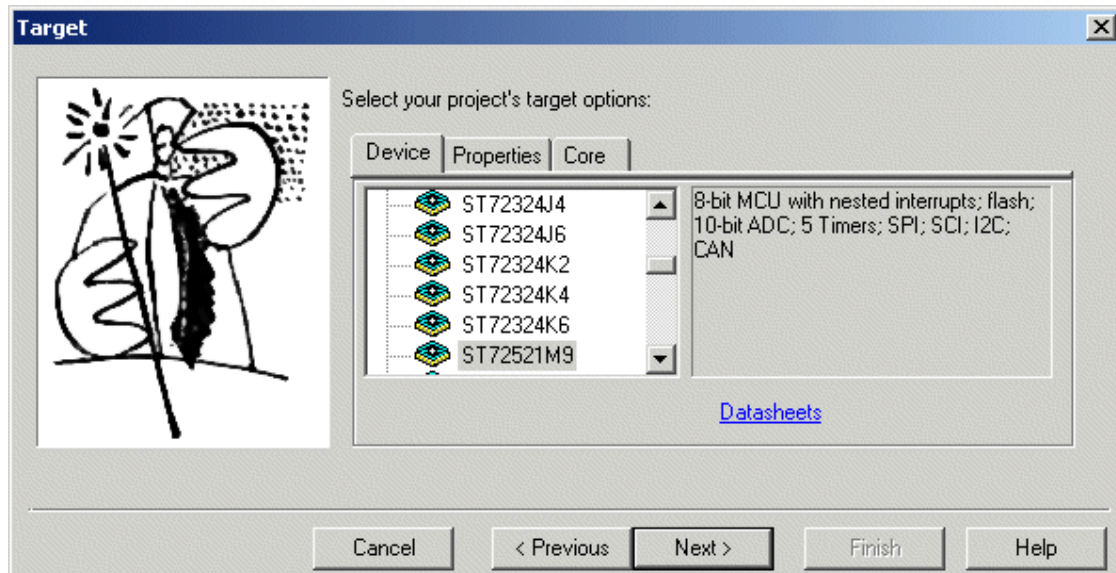 Target
Select your project's target options:
Device Properties Core
ST72324J4
ST72324J6
ST72324K2
ST72324K4
ST72324K6
ST72521M9
8-bit MCU with nested interrupts; flash;
10-bit ADC; 5 Timers; SPI; SCI; I2C;
CAN
Datasheets
Cancel < Previous Next > Finish Help